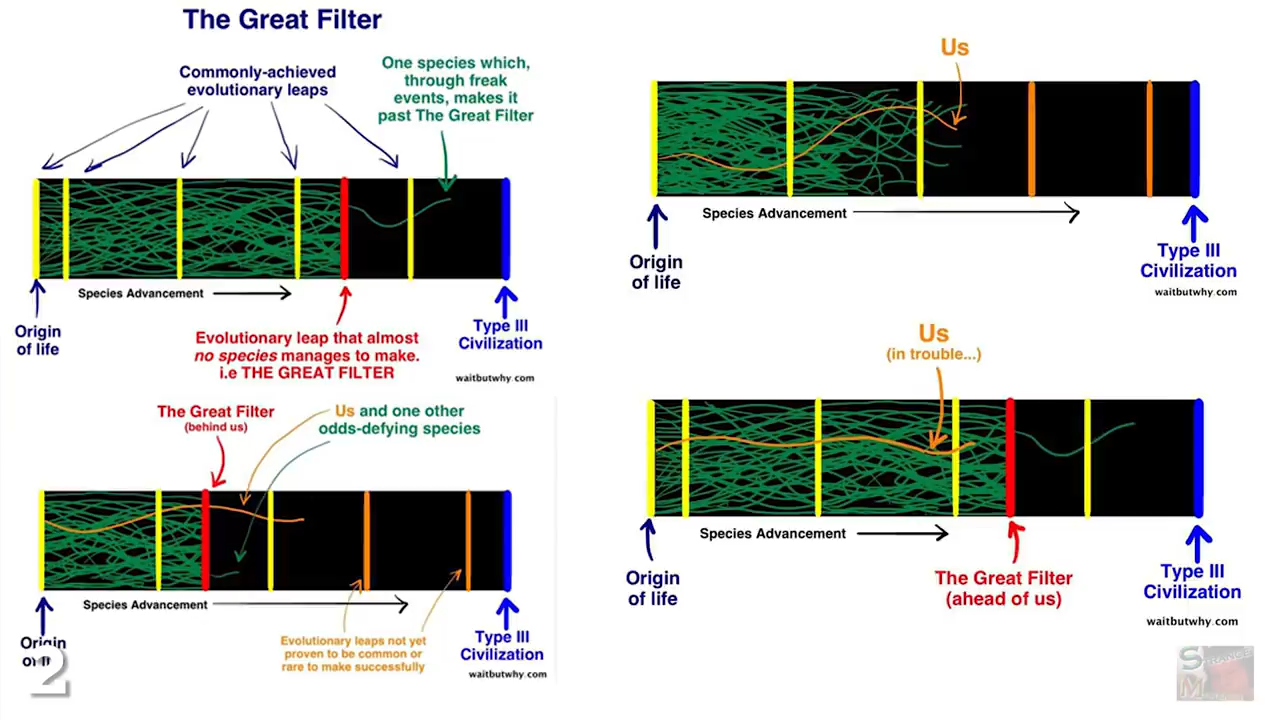 The Great Filter
Commonly-achieved
evolutionary leaps
One species which,
through freak
events, makes it
past The Great Filter
Species Advancement
Origin
of life
Evolutionary leap that almost
no species manages to make.
i.e THE GREAT FILTER
Type III
Civilization
waitbutwhy.com
Us
Species Advancement
Origin
of life
Type III
Civilization
waitbutwhy.com
The Great Filter
(behind us)
Us and one other
odds-defying species
Species Advancement
Origin
Evolutionary leaps not yet
proven to be common or
rare to make successfully
Type III
Civilization
waitbutwhy.com
2
Us
(in trouble...)
Species Advancement
Origin
of life
The Great Filter
(ahead of us)
Type III
Civilization
waitbutwhy.com
S
STRANGE
M